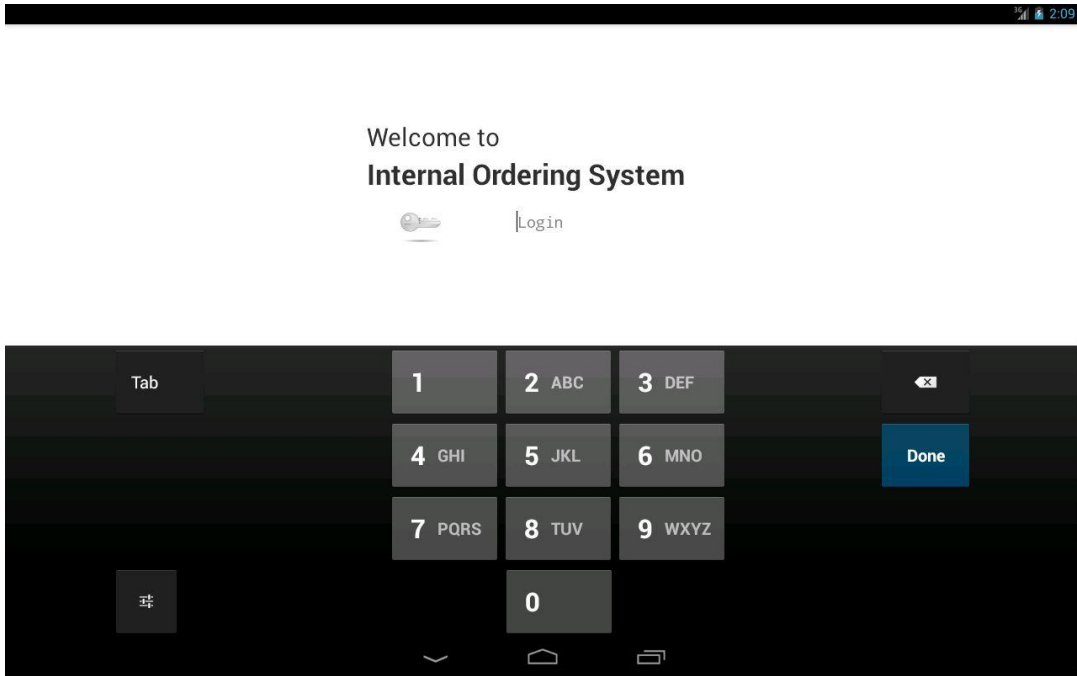 3G 2:09
Welcome to
Internal Ordering System
Login
Tab 1 2 ABC 3 DEF
4 GHI 5 JKL 6 MNO Done
7 PQRS 8 TUV 9 WXYZ
0